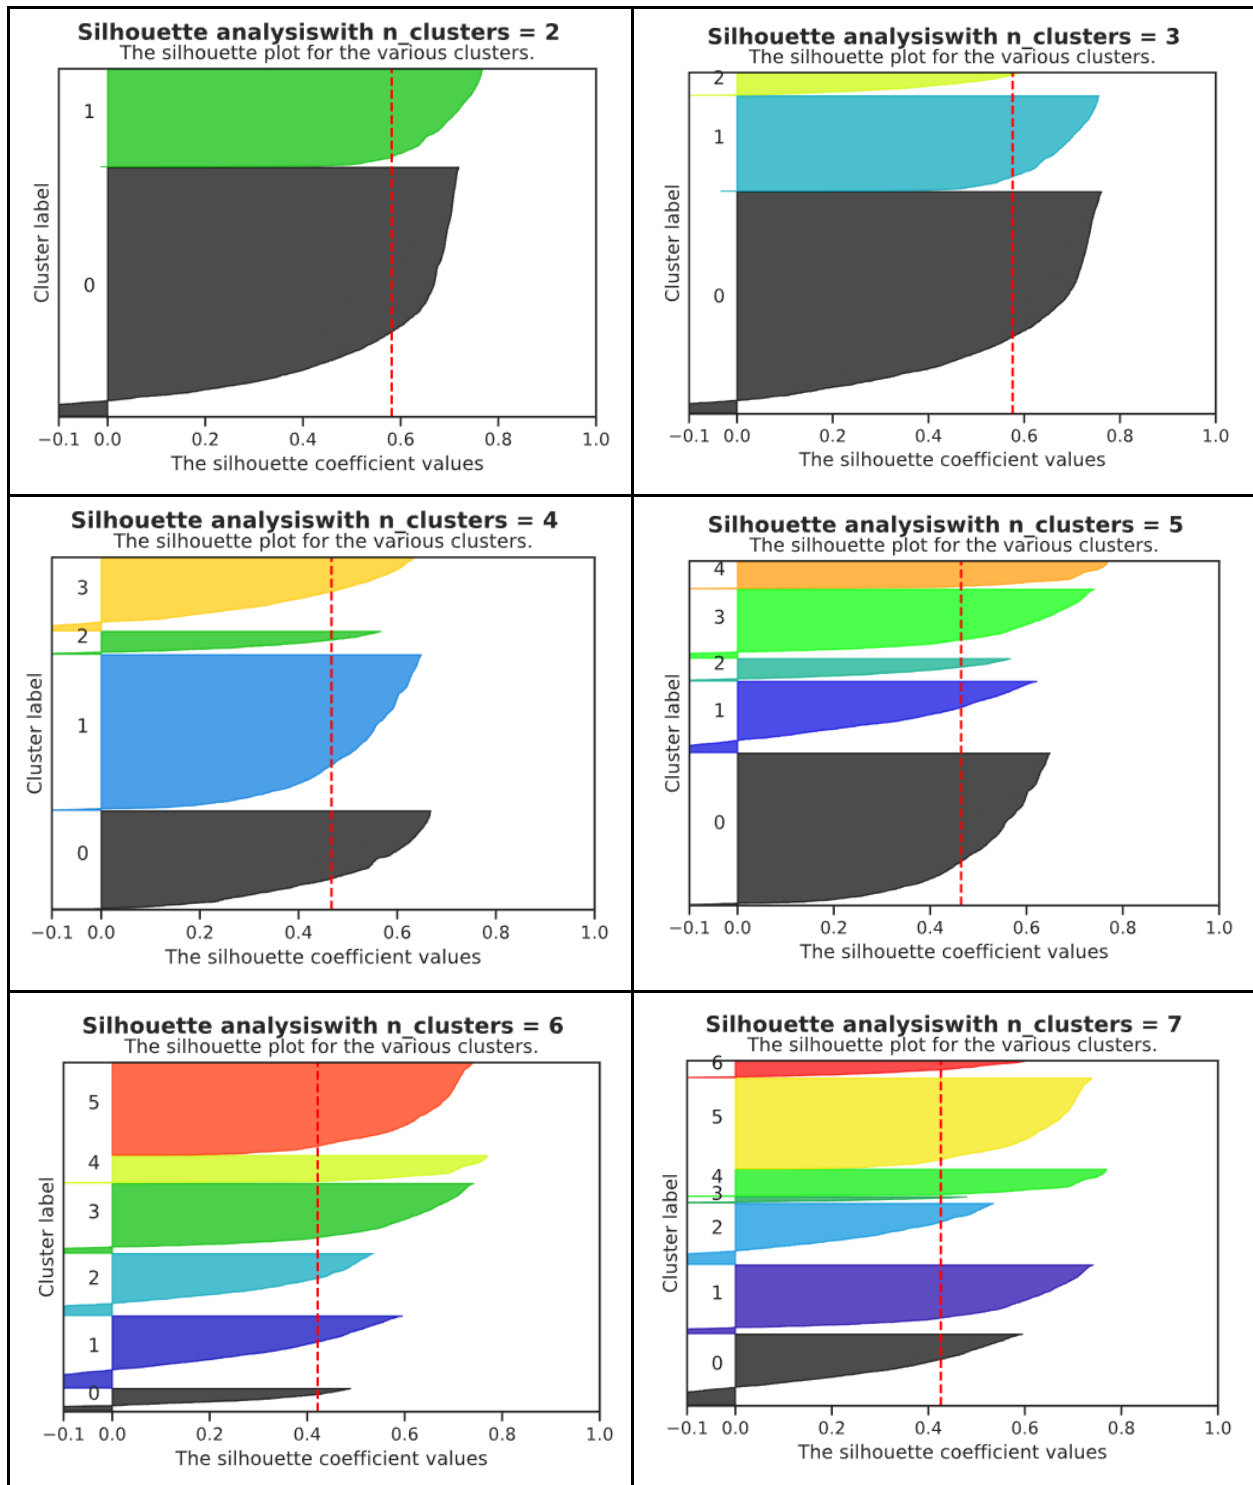 Silhouette analysiswith n_clusters = 2
The silhouette plot for the various clusters.
Cluster label
1
0
−0.1 0.0 0.2 0.4 0.6 0.8 1.0
The silhouette coefficient values
Silhouette analysiswith n_clusters = 3
The silhouette plot for the various clusters.
Cluster label
2
1
0
−0.1 0.0 0.2 0.4 0.6 0.8 1.0
The silhouette coefficient values
Silhouette analysiswith n_clusters = 4
The silhouette plot for the various clusters.
Cluster label
3
2
1
0
−0.1 0.0 0.2 0.4 0.6 0.8 1.0
The silhouette coefficient values
Silhouette analysiswith n_clusters = 5
The silhouette plot for the various clusters.
Cluster label
4
3
2
1
0
−0.1 0.0 0.2 0.4 0.6 0.8 1.0
The silhouette coefficient values
Silhouette analysiswith n_clusters = 6
The silhouette plot for the various clusters.
Cluster label
5
4
3
2
1
0
−0.1 0.0 0.2 0.4 0.6 0.8 1.0
The silhouette coefficient values
Silhouette analysiswith n_clusters = 7
The silhouette plot for the various clusters.
Cluster label
6
5
4
3
2
1
0
−0.1 0.0 0.2 0.4 0.6 0.8 1.0
The silhouette coefficient values